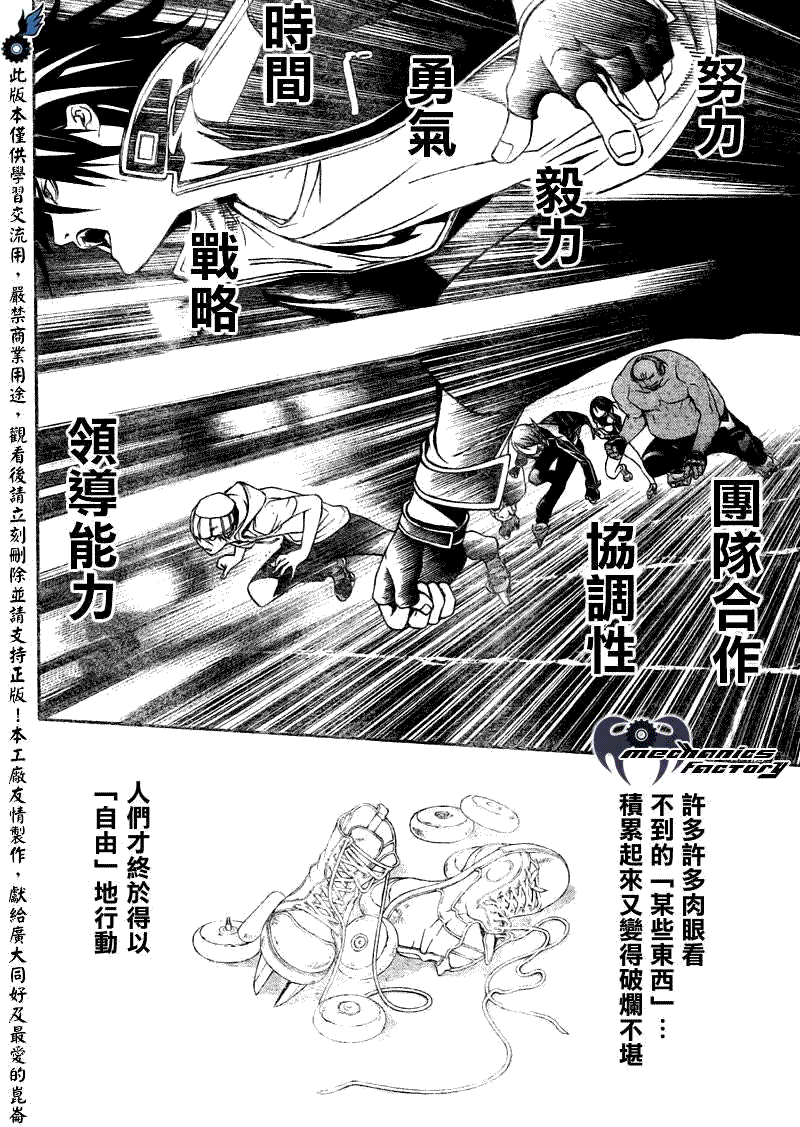 努力
毅力
勇氣
時間
戰略
團隊合作
協調性
領導能力
mechanics
Factory
許多許多肉眼看
不到的「某些東西」…
積累起來又變得破爛不堪
人們才終於得以
「自由」地行動
此版本僅供學習交流用，嚴禁商業用途，觀看後請立刻刪除並請支持正版！本工廠友情製作，獻給廣大同好及最愛的崑崙